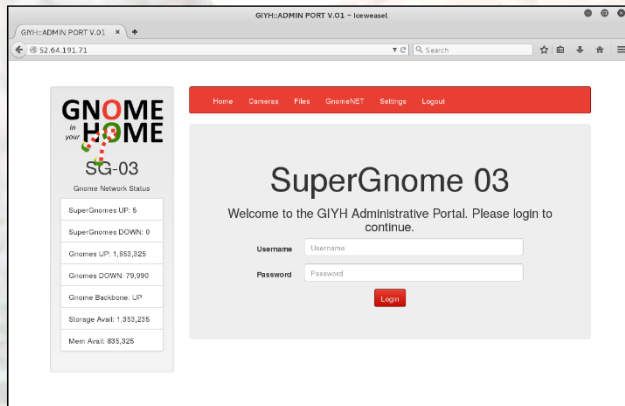 GIYH::ADMIN PORT V.01 - Iceweasel
GIYH::ADMIN PORT V.01
52.64.191.71
Search
GNOME
in your HOME
SG-03
Gnome Network Status
SuperGnomes UP: 5
SuperGnomes DOWN: 0
Gnomes UP: 1,653,325
Gnomes DOWN: 79,990
Gnome Backbone: UP
Storage Avail: 1,353,235
Mem Avail: 835,325
Home Cameras Files GnomeNET Settings Logout
SuperGnome 03
Welcome to the GIYH Administrative Portal. Please login to
continue.
Username Username
Password Password
Login